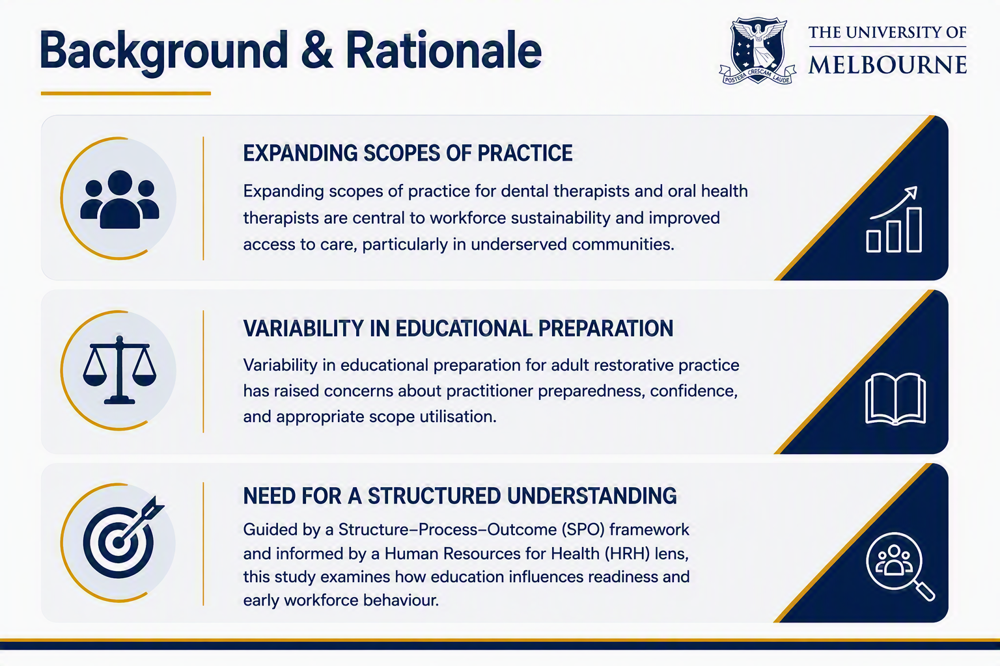 Background & Rationale
THE UNIVERSITY OF
MELBOURNE
POSTERA CRESCAM LAUDE
EXPANDING SCOPES OF PRACTICE
Expanding scopes of practice for dental therapists and oral health
therapists are central to workforce sustainability and improved
access to care, particularly in underserved communities.
VARIABILITY IN EDUCATIONAL PREPARATION
Variability in educational preparation for adult restorative practice
has raised concerns about practitioner preparedness, confidence,
and appropriate scope utilisation.
NEED FOR A STRUCTURED UNDERSTANDING
Guided by a Structure–Process–Outcome (SPO) framework
and informed by a Human Resources for Health (HRH) lens,
this study examines how education influences readiness and
early workforce behaviour.